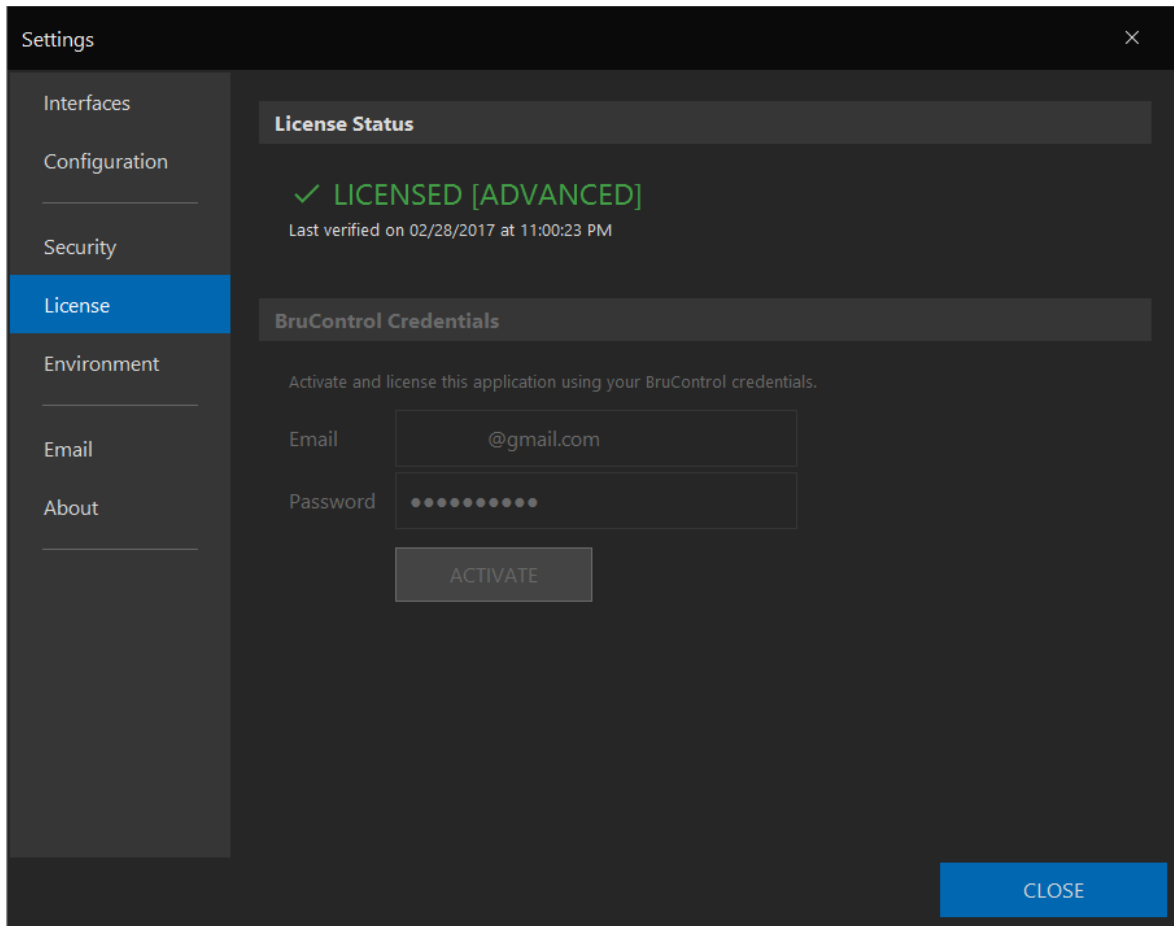 Settings
Interfaces
Configuration
Security
License
Environment
Email
About
License Status
LICENSED [ADVANCED]
Last verified on 02/28/2017 at 11:00:23 PM
BruControl Credentials
Activate and license this application using your BruControl credentials.
Email @gmail.com
Password ●●●●●●●●●●
ACTIVATE
CLOSE